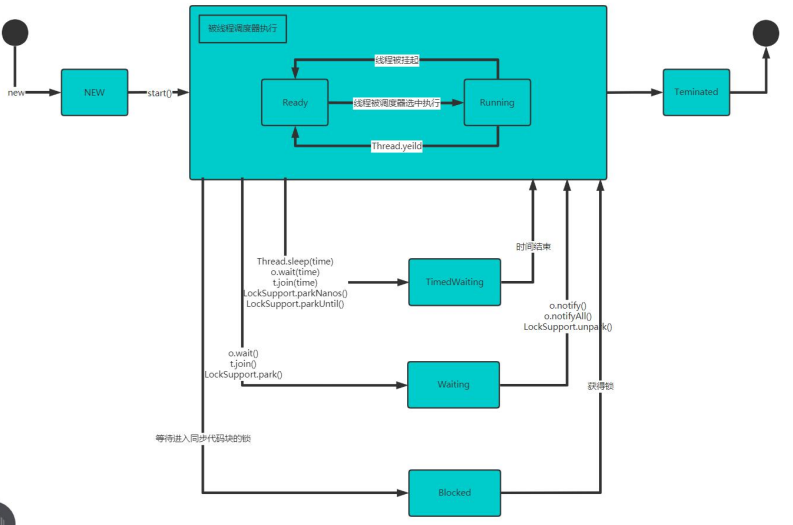 被线程调度器执行
线程被挂起
new
NEW
start()
Ready
线程被调度器选中执行
Running
Teminated
Thread.yeild
时间结束
Thread.sleep(time)
o.wait(time)
t.join(time)
LockSupport.parkNanos()
LockSupport.parkUntil()
TimedWaiting
o.notify()
o.notifyAll()
LockSupport.unpark()
o.wait()
t.join()
LockSupport.park()
Waiting
获得锁
等待进入同步代码块的锁
Blocked